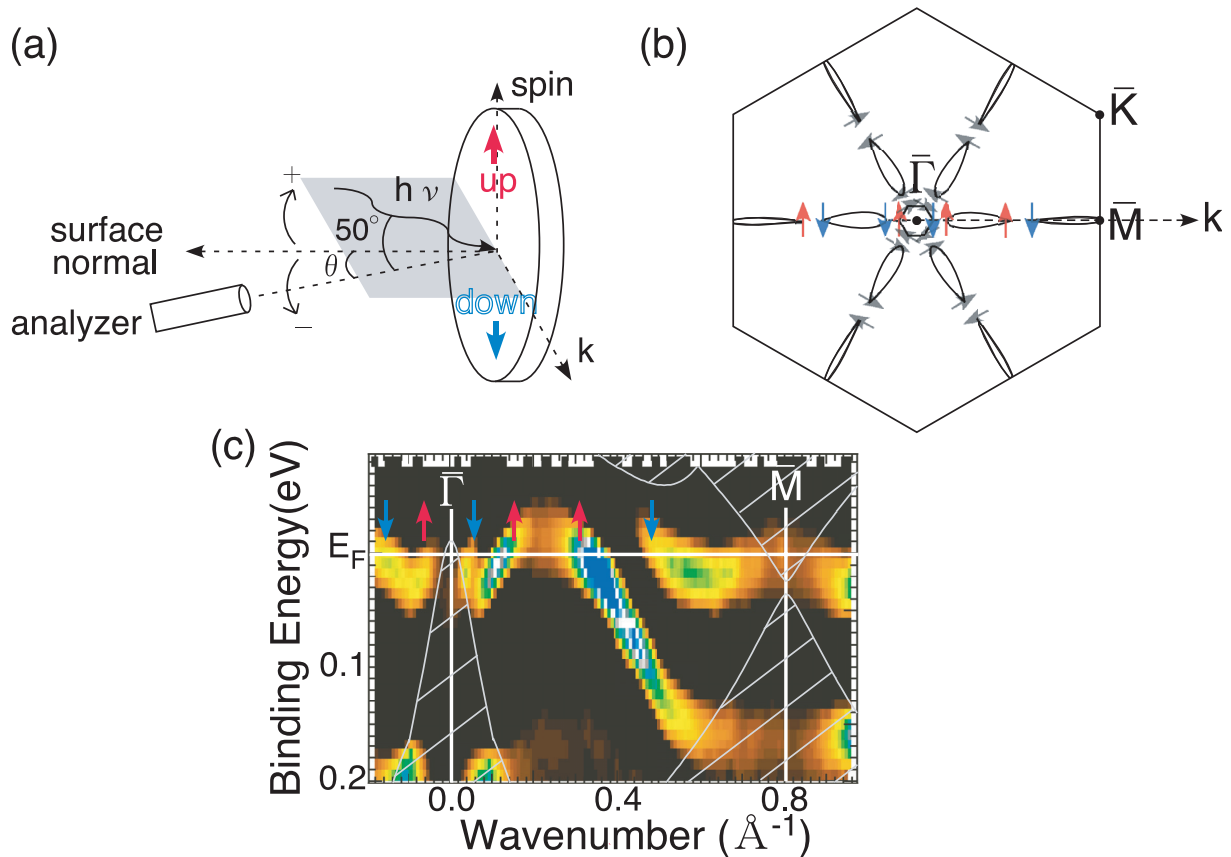 (a)
spin
up
h ν
+
50°
surface
normal
θ
analyzer
−
down
k
(b)
K̄
Γ̄
M̄
k
(c)
Binding Energy(eV)
Γ̄
M̄
E_F
0.1
0.2
0.0
0.4
0.8
Wavenumber (Å⁻¹)